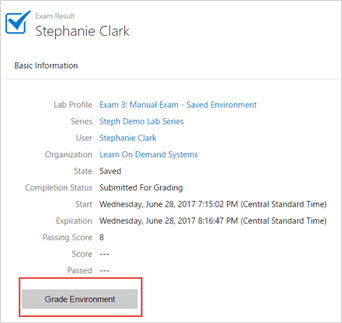 Exam Result
Stephanie Clark
Basic Information
Lab Profile Exam 3: Manual Exam - Saved Environment
Series Steph Demo Lab Series
User Stephanie Clark
Organization Learn On Demand Systems
State Saved
Completion Status Submitted For Grading
Start Wednesday, June 28, 2017 7:15:02 PM (Central Standard Time)
Expiration Wednesday, June 28, 2017 8:16:47 PM (Central Standard Time)
Passing Score 8
Score ---
Passed ---
Grade Environment